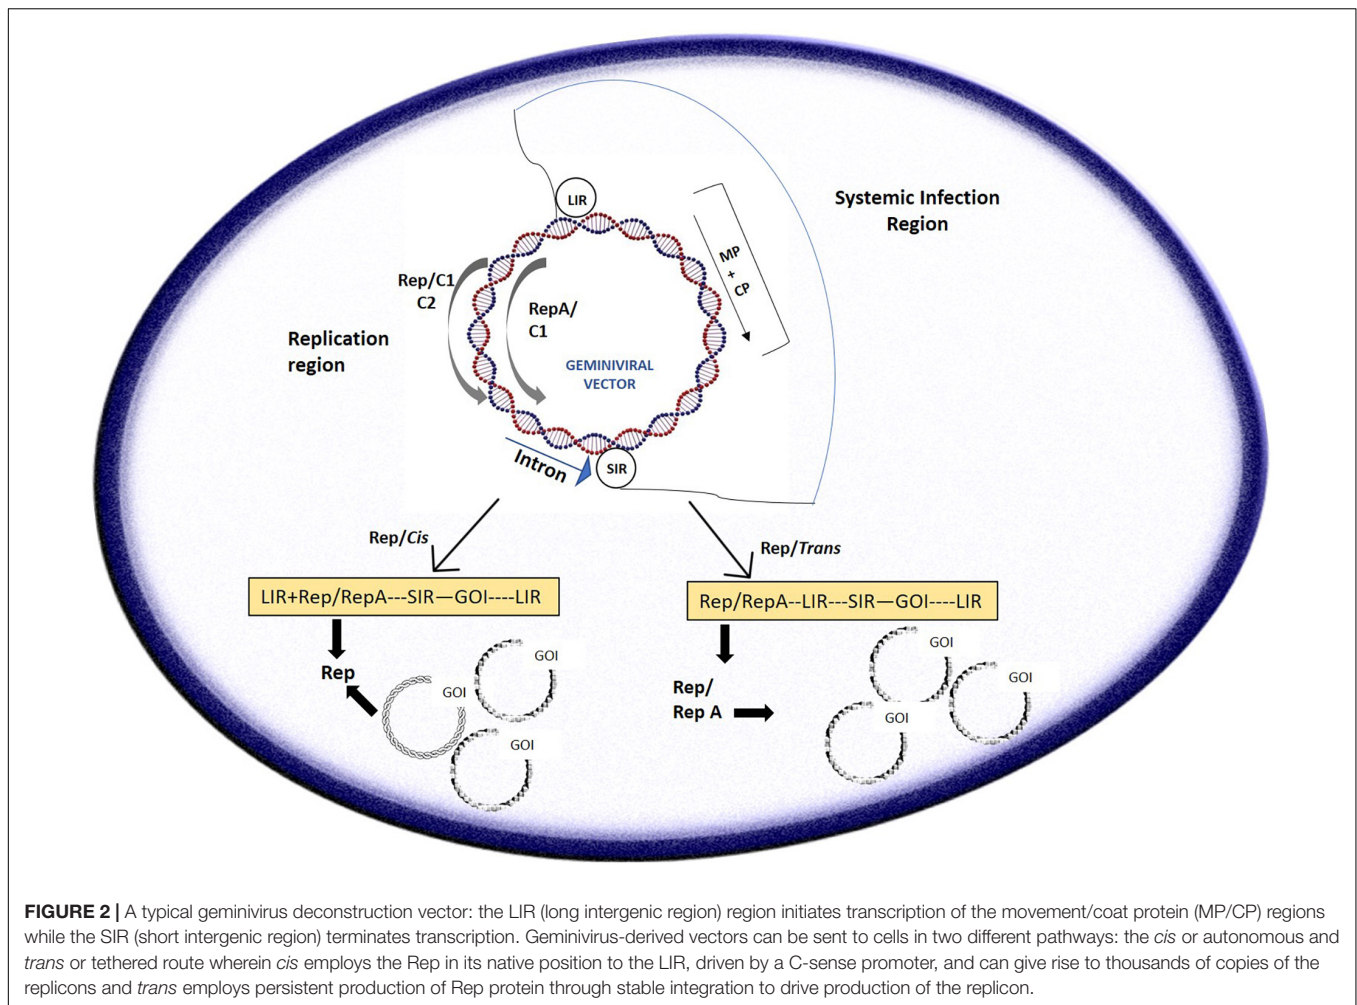 LIR
Systemic Infection
Region
MP
+
CP
Rep/C1
C2
RepA/
C1
Replication
region
GEMINIVIRAL
VECTOR
Intron
SIR
Rep/Cis
Rep/Trans
LIR+Rep/RepA---SIR—GOI----LIR
Rep/RepA--LIR---SIR—GOI----LIR
Rep
GOI
GOI
GOI
Rep/
Rep A
GOI
GOI
GOI
FIGURE 2 | A typical geminivirus deconstruction vector: the LIR (long intergenic region) region initiates transcription of the movement/coat protein (MP/CP) regions
while the SIR (short intergenic region) terminates transcription. Geminivirus-derived vectors can be sent to cells in two different pathways: the cis or autonomous and
trans or tethered route wherein cis employs the Rep in its native position to the LIR, driven by a C-sense promoter, and can give rise to thousands of copies of the
replicons and trans employs persistent production of Rep protein through stable integration to drive production of the replicon.